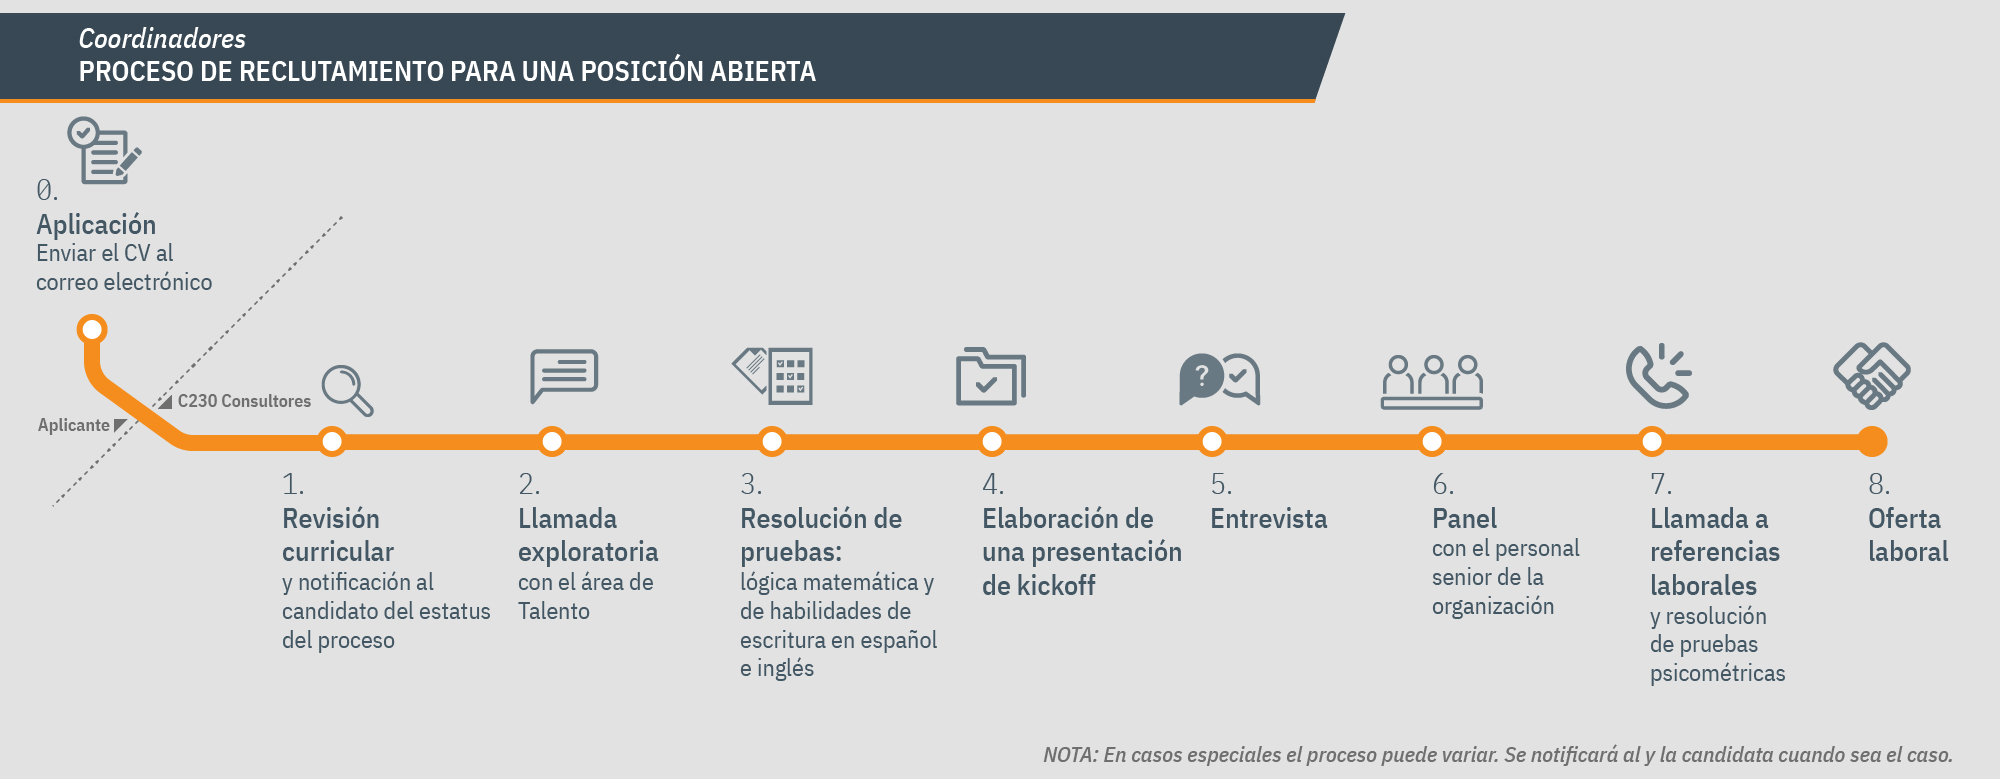 Coordinadores
PROCESO DE RECLUTAMIENTO PARA UNA POSICIÓN ABIERTA
0.
Aplicación
Enviar el CV al
correo electrónico
C230 Consultores
Aplicante
1.
Revisión
curricular
y notificación al
candidato del estatus
del proceso
2.
Llamada
exploratoria
con el área de
Talento
3.
Resolución de
pruebas:
lógica matemática y
de habilidades de
escritura en español
e inglés
4.
Elaboración de
una presentación
de kickoff
?
5.
Entrevista
6.
Panel
con el personal
senior de la
organización
7.
Llamada a
referencias
laborales
y resolución
de pruebas
psicométricas
8.
Oferta
laboral
NOTA: En casos especiales el proceso puede variar. Se notificará al y la candidata cuando sea el caso.